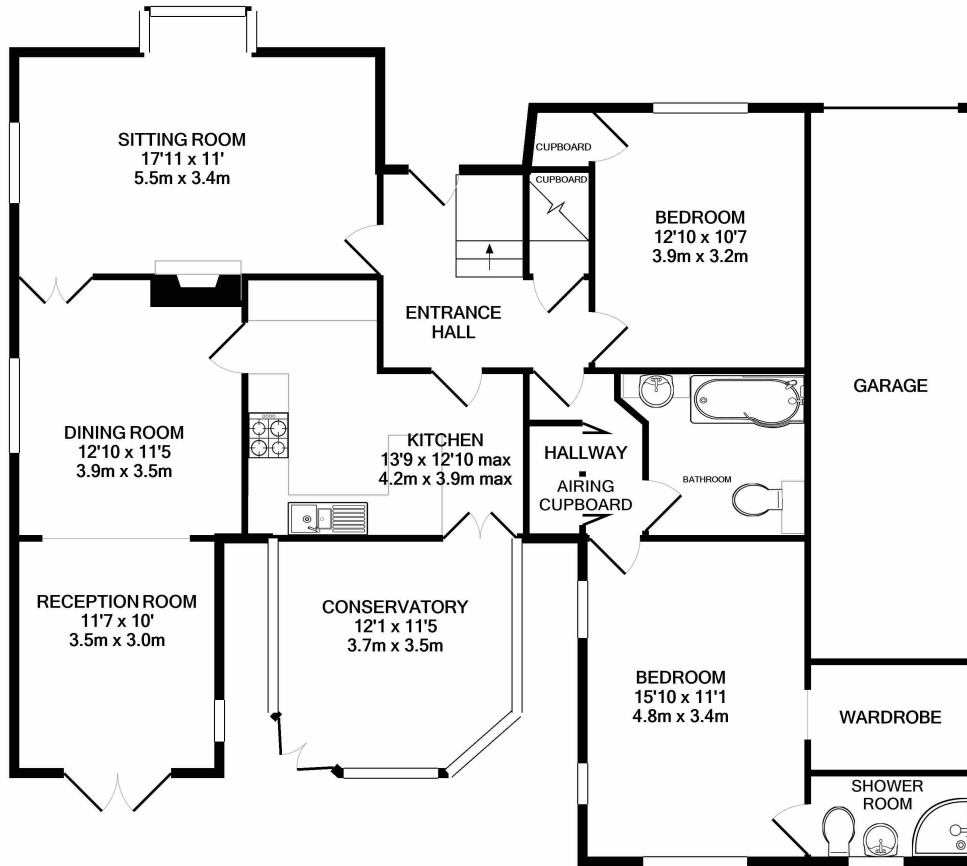 SITTING ROOM
17'11 x 11'
5.5m x 3.4m
CUPBOARD
CUPBOARD
BEDROOM
12'10 x 10'7
3.9m x 3.2m
ENTRANCE
HALL
GARAGE
DINING ROOM
12'10 x 11'5
3.9m x 3.5m
KITCHEN
13'9 x 12'10 max
4.2m x 3.9m max
HALLWAY
AIRING
CUPBOARD
BATHROOM
RECEPTION ROOM
11'7 x 10'
3.5m x 3.0m
CONSERVATORY
12'1 x 11'5
3.7m x 3.5m
BEDROOM
15'10 x 11'1
4.8m x 3.4m
WARDROBE
SHOWER
ROOM